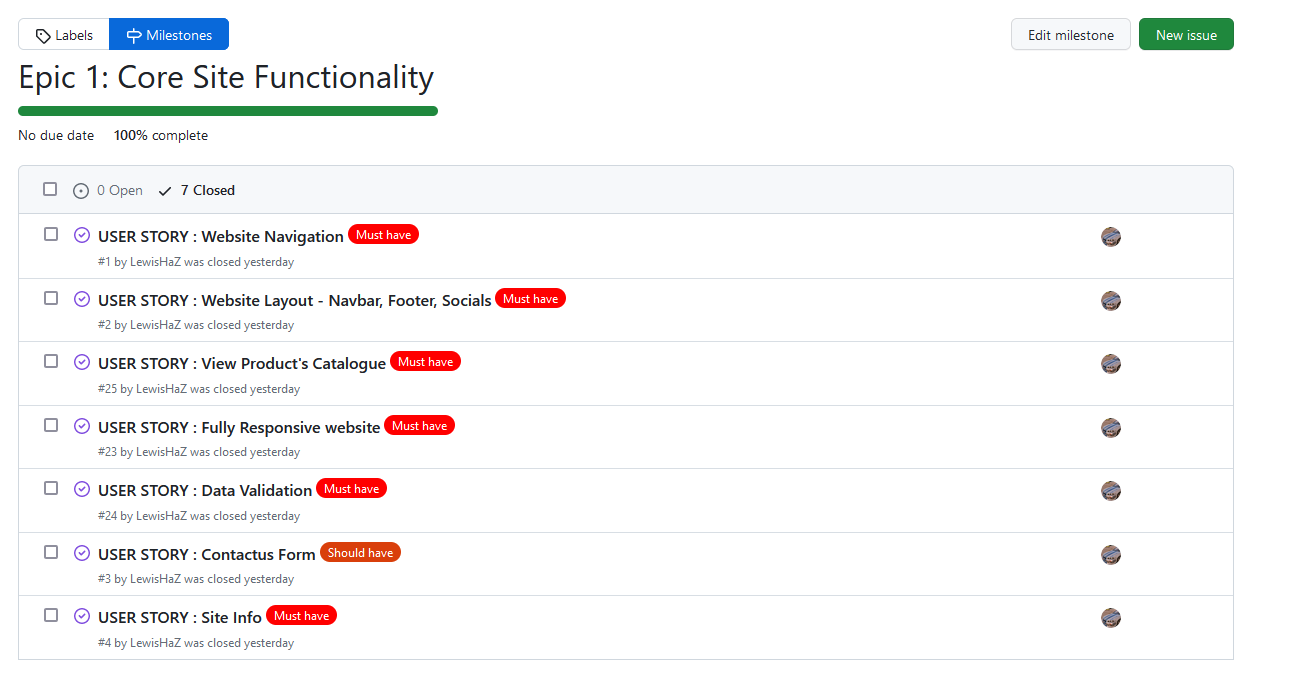 Labels Milestones Edit milestone New issue
Epic 1: Core Site Functionality
No due date 100% complete
0 Open 7 Closed
USER STORY : Website Navigation Must have
#1 by LewisHaZ was closed yesterday
USER STORY : Website Layout - Navbar, Footer, Socials Must have
#2 by LewisHaZ was closed yesterday
USER STORY : View Product's Catalogue Must have
#25 by LewisHaZ was closed yesterday
USER STORY : Fully Responsive website Must have
#23 by LewisHaZ was closed yesterday
USER STORY : Data Validation Must have
#24 by LewisHaZ was closed yesterday
USER STORY : Contactus Form Should have
#3 by LewisHaZ was closed yesterday
USER STORY : Site Info Must have
#4 by LewisHaZ was closed yesterday